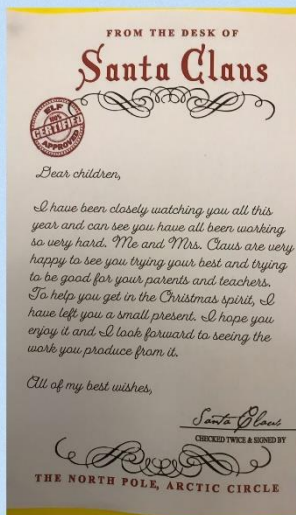 FROM THE DESK OF
Santa Claus
ELF
100%
CERTIFIED
APPROVED
Dear children,
I have been closely watching you all this
year and can see you have all been working
so very hard. Me and Mrs. Claus are very
happy to see you trying your best and trying
to be good for your parents and teachers.
To help you get in the Christmas spirit, I
have left you a small present. I hope you
enjoy it and I look forward to seeing the
work you produce from it.
All of my best wishes,
Santa Claus
CHECKED TWICE & SIGNED BY
THE NORTH POLE, ARCTIC CIRCLE